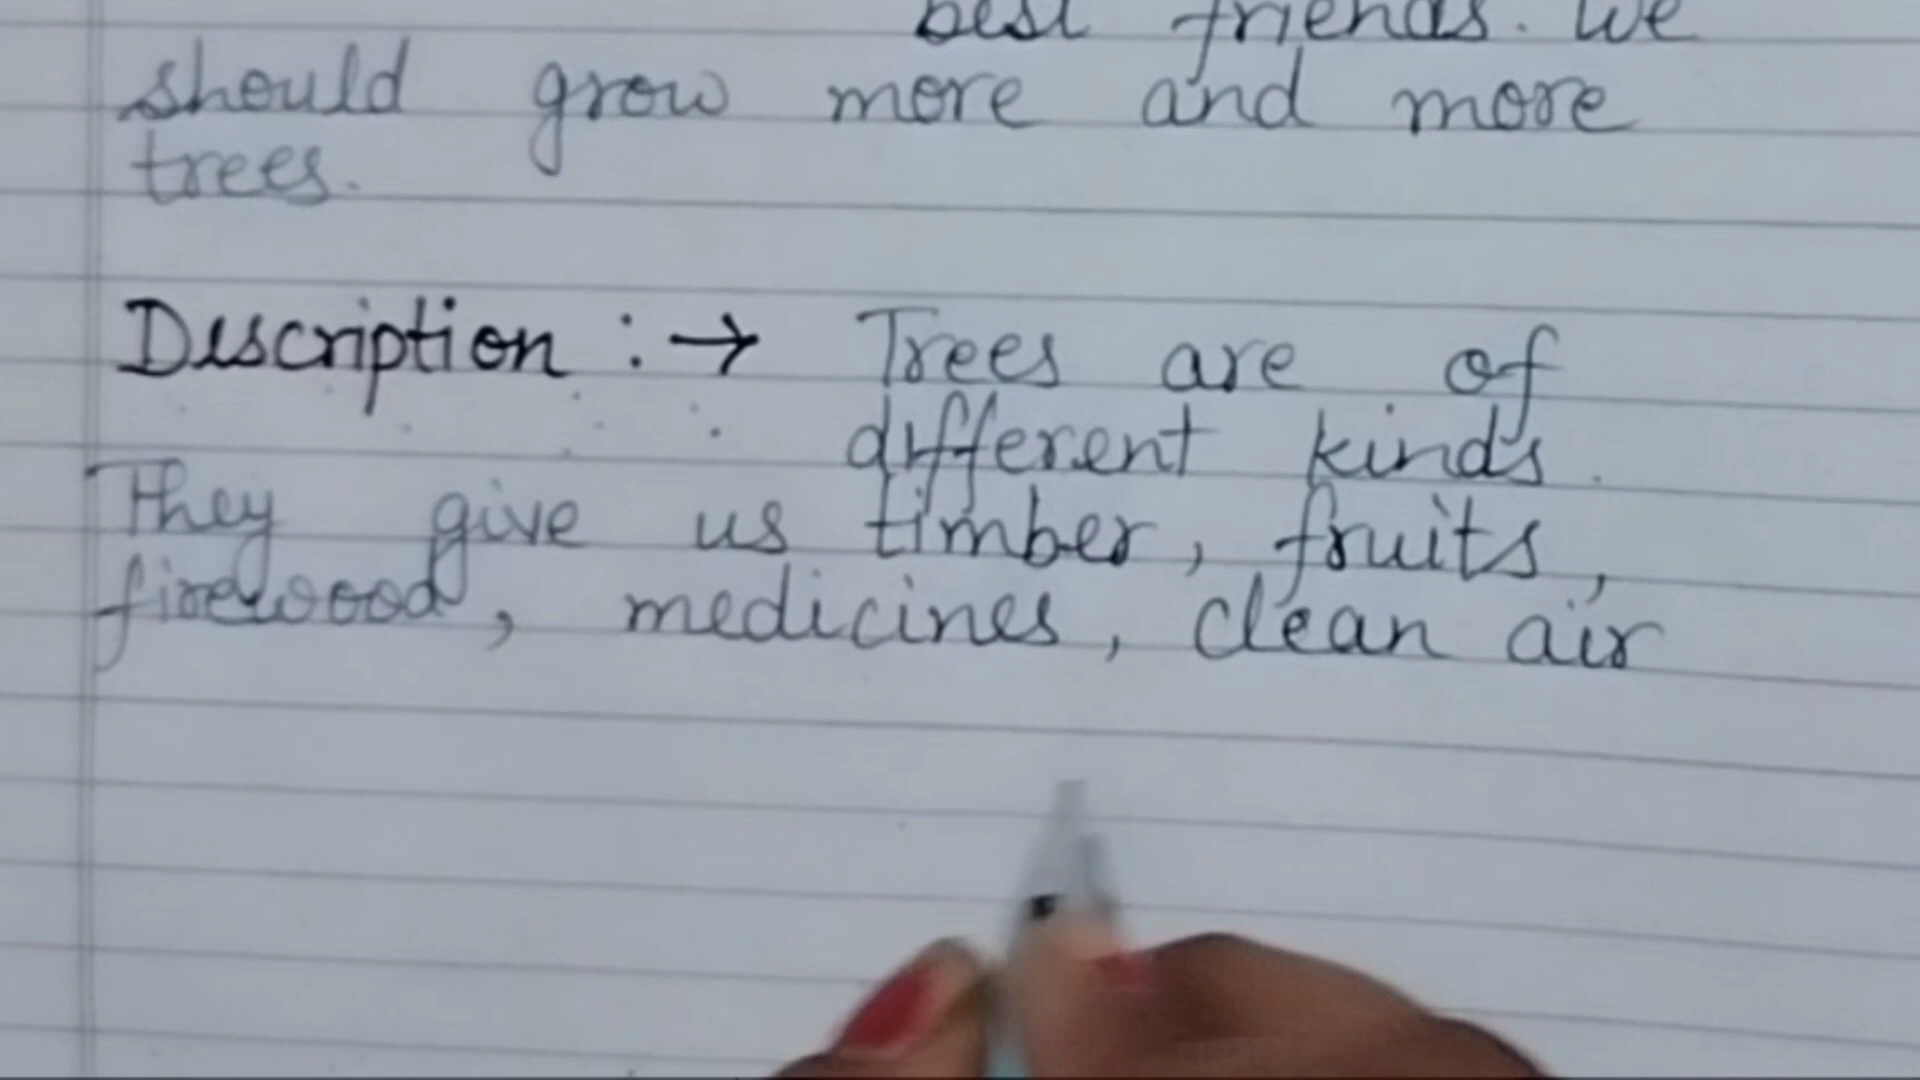 best friends. We
should grow more and more
trees.
Discription :→ Trees are of
different kinds.
They give us timber, fruits,
firewood, medicines, clean air